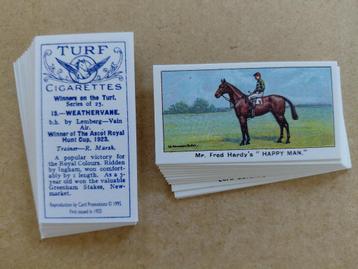 TURF
CIGARETTES
Winners on the Turf.
Series of 25.
13.—WEATHERVANE.
b.h. by Lemberg—Vain
Air.
Winner of The Ascot Royal
Hunt Cup, 1923.
Trainer—R. Marsh.
A popular victory for
the Royal Colours. Ridden
by Ingham, won comfort-
ably by 2 length. As a 3-
year old won the valuable
Greenham Stakes, New-
market.
Reproduction by Card Promotions © 1995
First issued in 1923
Mr. Fred Hardy's "HAPPY MAN."